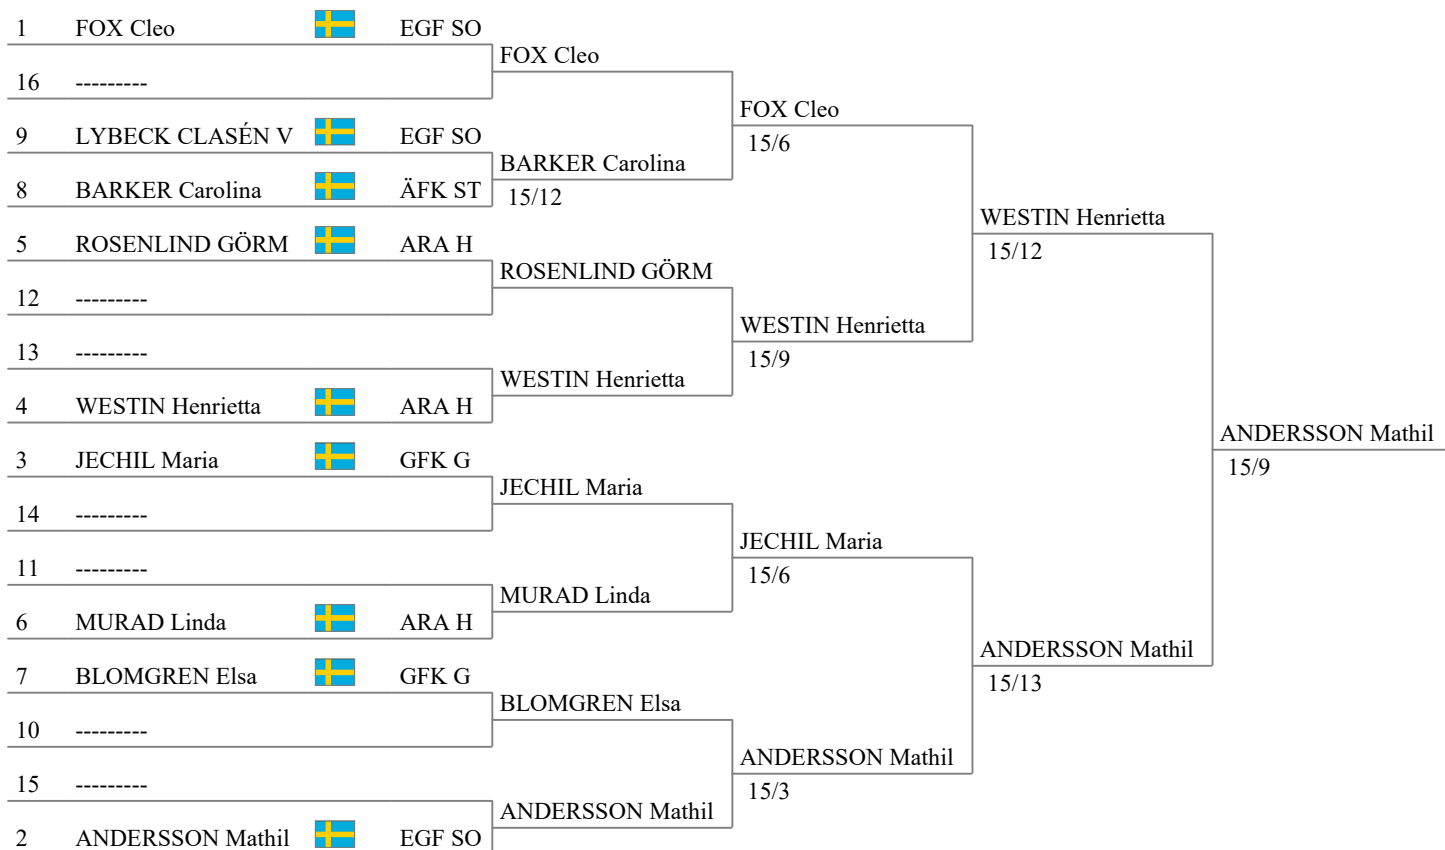 1 FOX Cleo EGF SO
FOX Cleo
16 ---------
FOX Cleo
15/6
9 LYBECK CLASÉN V EGF SO
BARKER Carolina
15/12
8 BARKER Carolina ÄFK ST
WESTIN Henrietta
15/12
5 ROSENLIND GÖRM ARA H
ROSENLIND GÖRM
12 ---------
WESTIN Henrietta
15/9
13 ---------
WESTIN Henrietta
4 WESTIN Henrietta ARA H
ANDERSSON Mathil
15/9
3 JECHIL Maria GFK G
JECHIL Maria
14 ---------
JECHIL Maria
15/6
11 ---------
MURAD Linda
6 MURAD Linda ARA H
ANDERSSON Mathil
15/13
7 BLOMGREN Elsa GFK G
BLOMGREN Elsa
10 ---------
ANDERSSON Mathil
15/3
15 ---------
ANDERSSON Mathil
2 ANDERSSON Mathil EGF SO